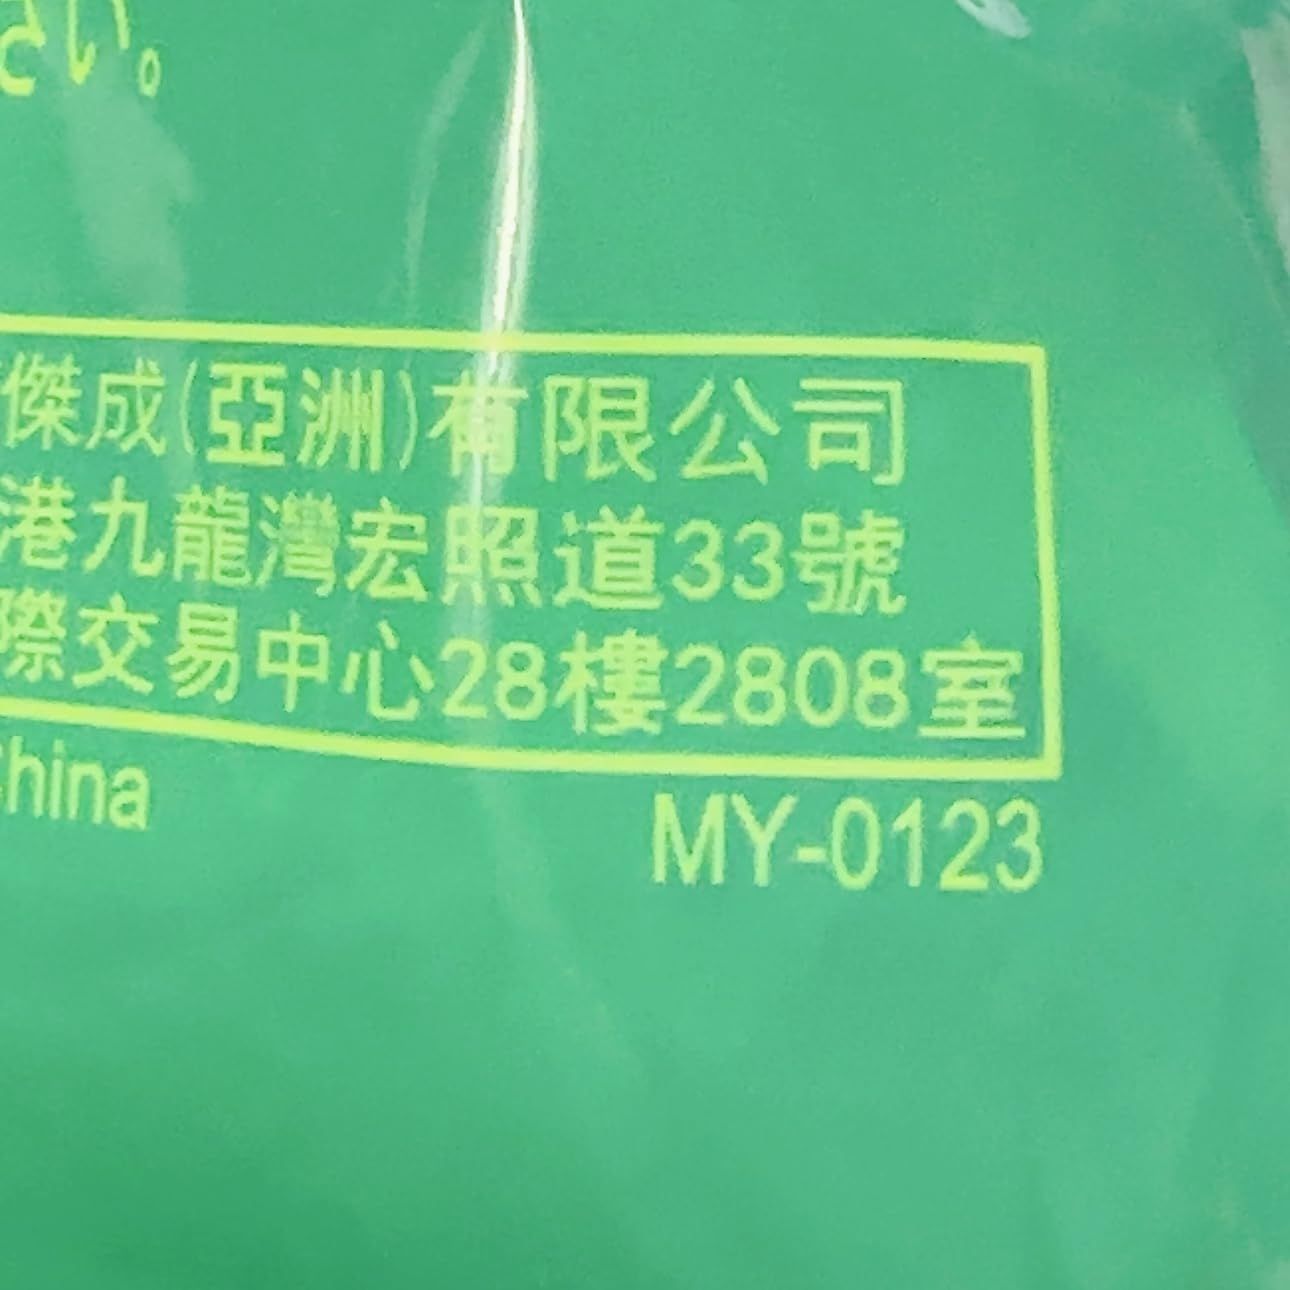 さい。
傑成(亞洲)有限公司
港九龍灣宏照道33號
際交易中心28樓2808室
China
MY-0123